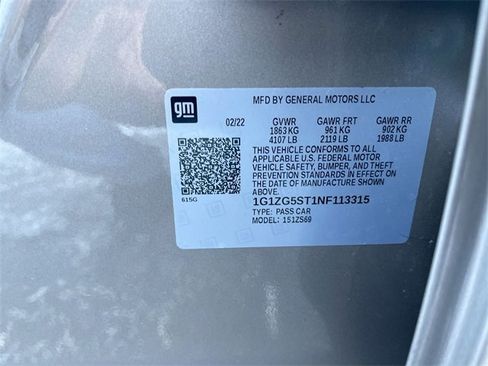 gm
MFD BY GENERAL MOTORS LLC
02/22 GVWR GAWR FRT GAWR RR
1863 KG 961 KG 902 KG
4107 LB 2119 LB 1988 LB
THIS VEHICLE CONFORMS TO ALL
APPLICABLE U.S. FEDERAL MOTOR
VEHICLE SAFETY, BUMPER, AND THEFT
PREVENTION STANDARDS IN EFFECT ON
THE DATE OF MANUFACTURE SHOWN
ABOVE.
615G
1G1ZG5ST1NF113315
TYPE: PASS CAR
MODEL: 151ZS69